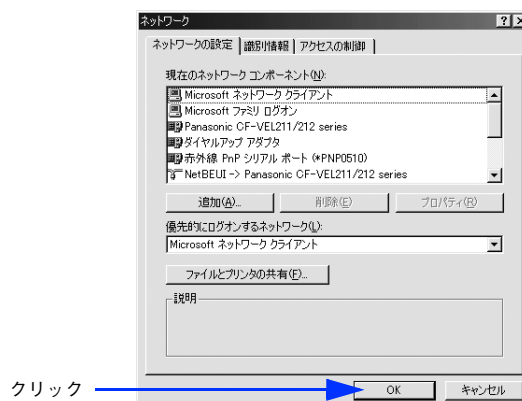 ネットワーク
ネットワークの設定 識別情報 アクセスの制御
現在のネットワーク コンポーネント(N):
Microsoft ネットワーク クライアント
Microsoft ファミリ ログオン
Panasonic CF-VEL211/212 series
ダイヤルアップ アダプタ
赤外線 PnP シリアル ポート (*PNP0510)
NetBEUI -> Panasonic CF-VEL211/212 series
追加(A)... 削除(E) プロパティ(R)
優先的にログオンするネットワーク(L):
Microsoft ネットワーク クライアント
ファイルとプリンタの共有(F)...
説明
クリック
OK キャンセル